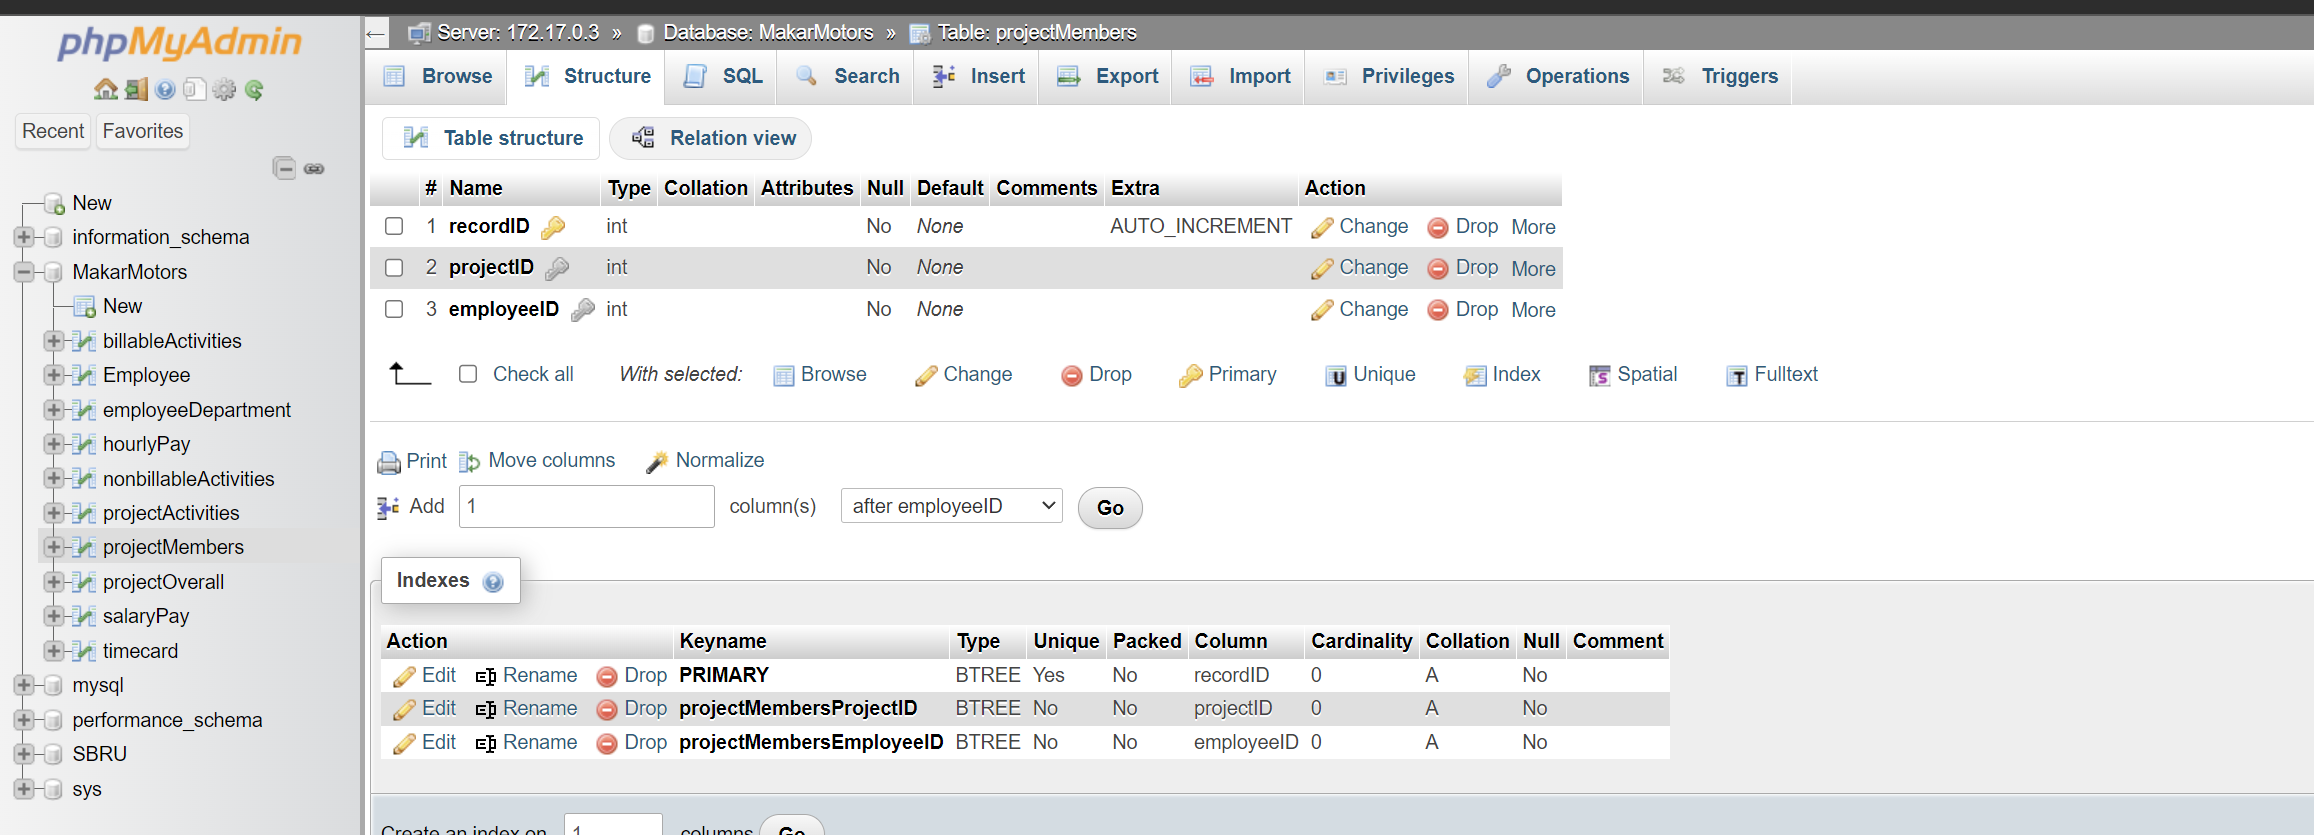 phpMyAdmin
Recent Favorites
New
information_schema
MakarMotors
New
billableActivities
Employee
employeeDepartment
hourlyPay
nonbillableActivities
projectActivities
projectMembers
projectOverall
salaryPay
timecard
mysql
performance_schema
SBRU
sys
Server: 172.17.0.3 » Database: MakarMotors » Table: projectMembers
Browse Structure SQL Search Insert Export Import Privileges Operations Triggers
Table structure Relation view
# Name Type Collation Attributes Null Default Comments Extra Action
1 recordID int No None AUTO_INCREMENT Change Drop More
2 projectID int No None Change Drop More
3 employeeID int No None Change Drop More
Check all With selected: Browse Change Drop Primary Unique Index Spatial Fulltext
Print Move columns Normalize
Add 1 column(s) after employeeID Go
Indexes
Action Keyname Type Unique Packed Column Cardinality Collation Null Comment
Edit Rename Drop PRIMARY BTREE Yes No recordID 0 A No
Edit Rename Drop projectMembersProjectID BTREE No No projectID 0 A No
Edit Rename Drop projectMembersEmployeeID BTREE No No employeeID 0 A No
Create an index on 1 columns Go